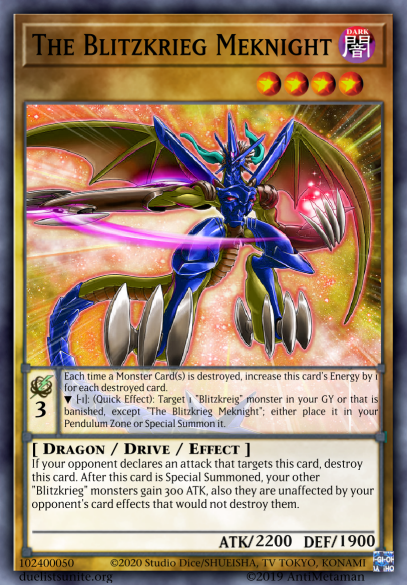 The Blitzkrieg Meknight
DARK
闇
Each time a Monster Card(s) is destroyed, increase this card's Energy by 1
for each destroyed card.
▼ [-1]: (Quick Effect): Target 1 "Blitzkreig" monster in your GY or that is
banished, except "The Blitzkrieg Meknight"; either place it in your
Pendulum Zone or Special Summon it.
3
[ Dragon / Drive / Effect ]
If your opponent declares an attack that targets this card, destroy
this card. After this card is Special Summoned, your other
"Blitzkrieg" monsters gain 300 ATK, also they are unaffected by your
opponent's card effects that would not destroy them.
ATK/2200 DEF/1900
102400050 ©2020 Studio Dice/SHUEISHA, TV TOKYO, KONAMI
duelistsunite.org ©2019 AntiMetaman